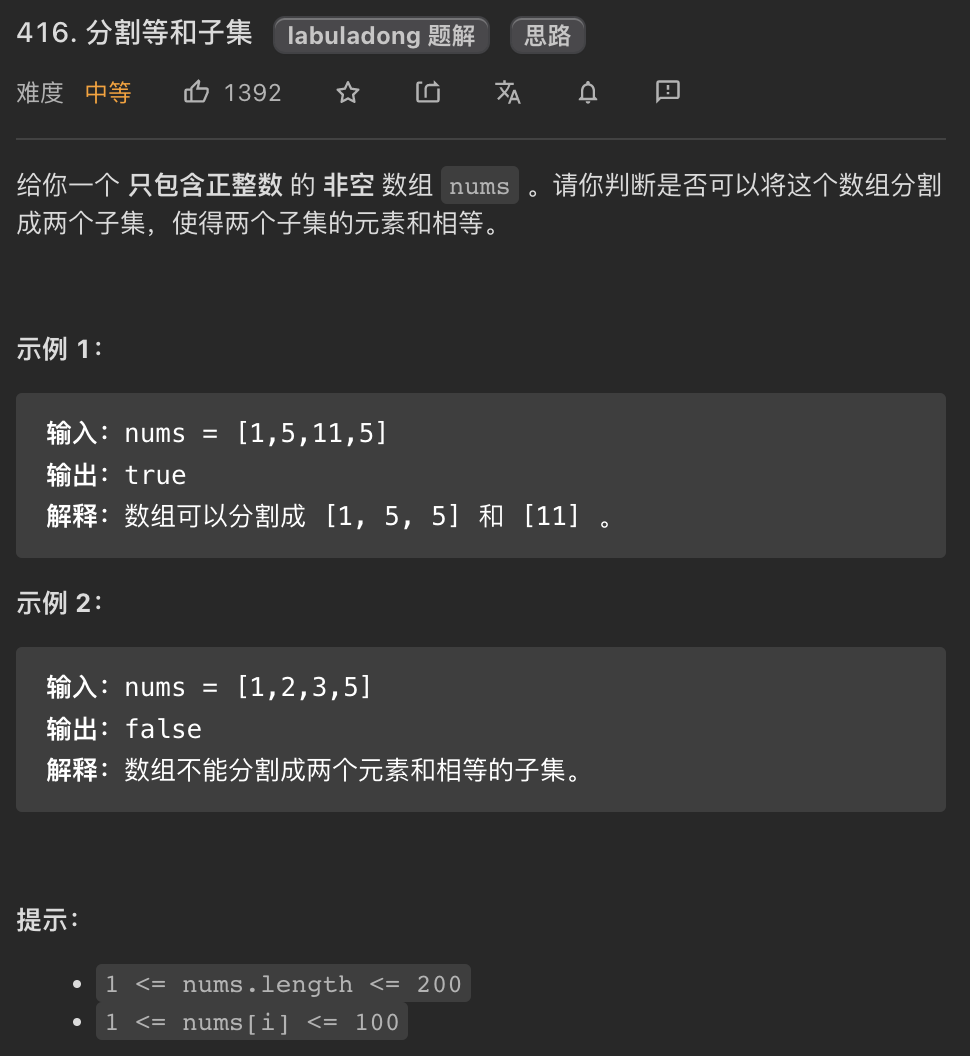 416. 分割等和子集 labuladong 题解 思路
难度 中等 1392
给你一个 只包含正整数 的 非空 数组 nums 。请你判断是否可以将这个数组分割
成两个子集，使得两个子集的元素和相等。
示例 1：
输入：nums = [1,5,11,5]
输出：true
解释：数组可以分割成 [1, 5, 5] 和 [11] 。
示例 2：
输入：nums = [1,2,3,5]
输出：false
解释：数组不能分割成两个元素和相等的子集。
提示：
• 1 <= nums.length <= 200
• 1 <= nums[i] <= 100